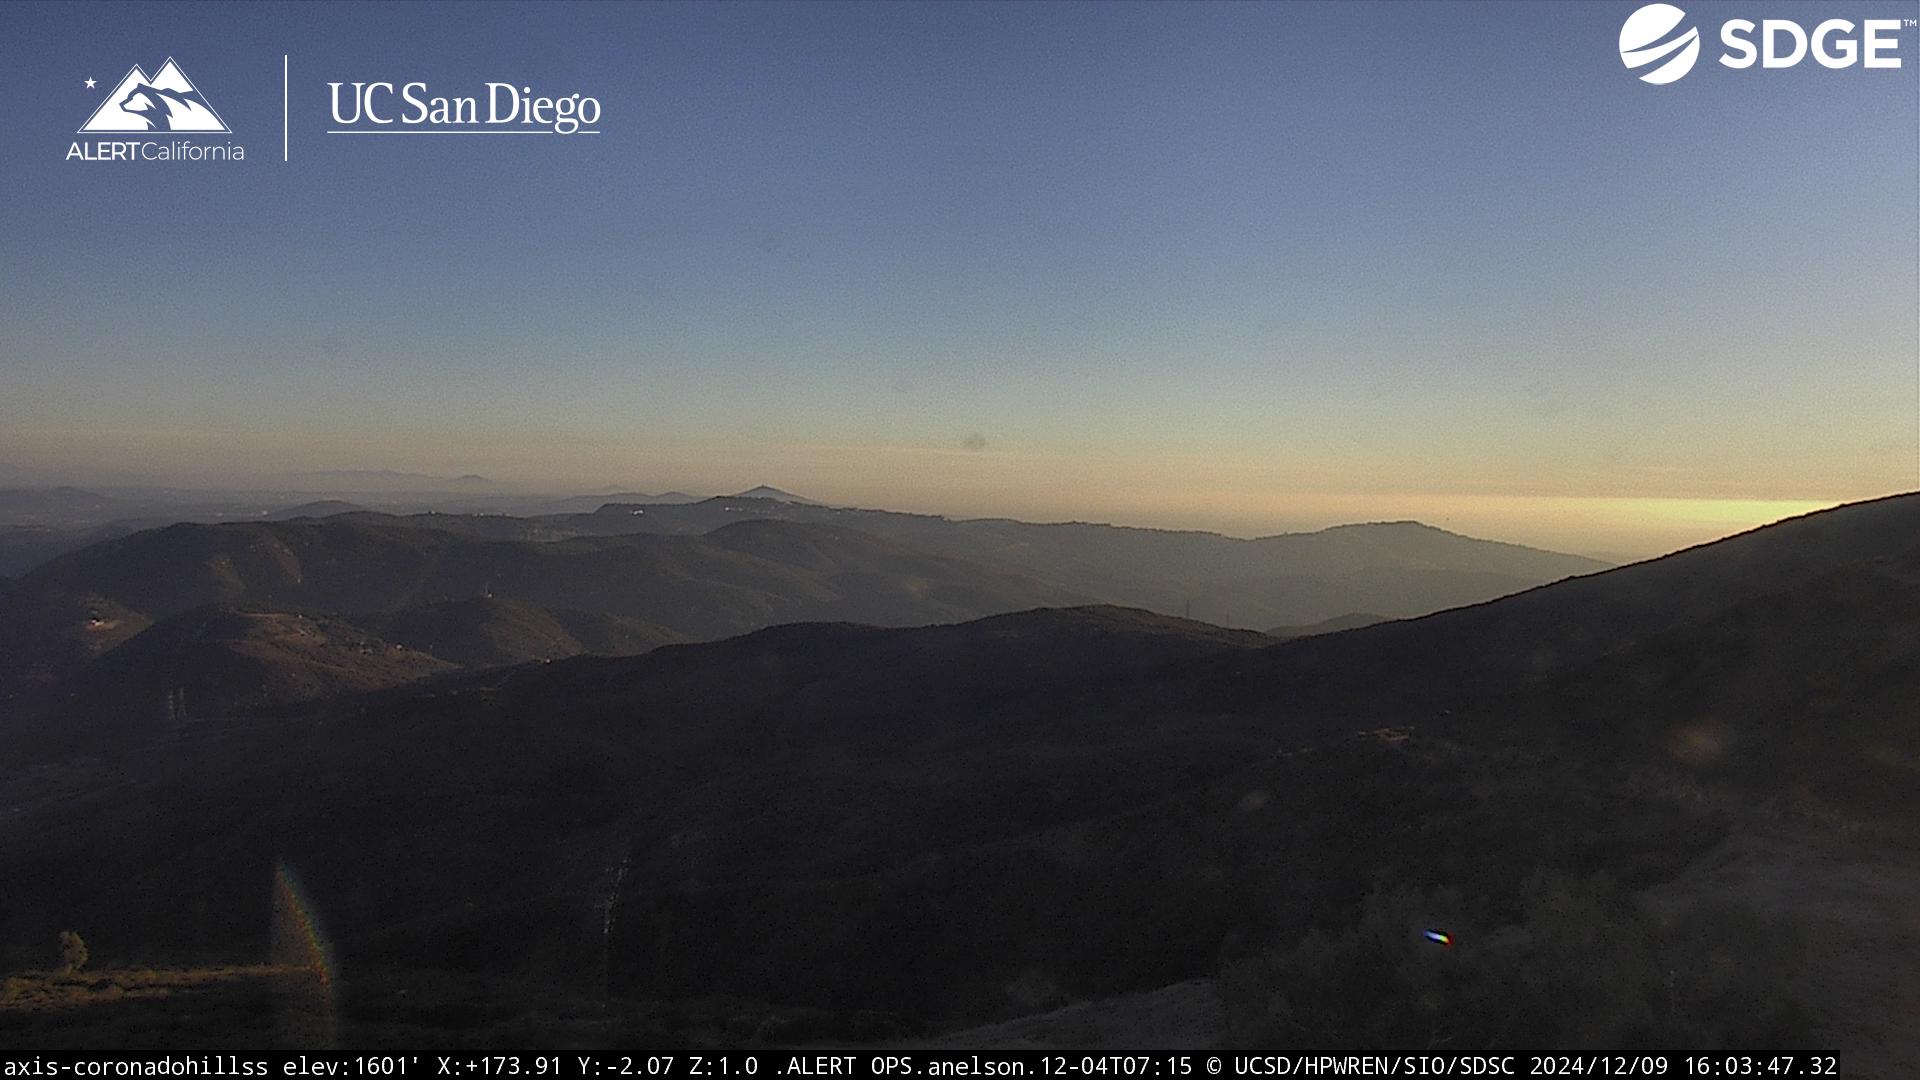 ALERTCalifornia
UC San Diego
SDGE™
axis-coronadohillss elev:1601' X:+173.91 Y:-2.07 Z:1.0 .ALERT OPS.anelson.12-04T07:15 © UCSD/HPWREN/SIO/SDSC 2024/12/09 16:03:47.32